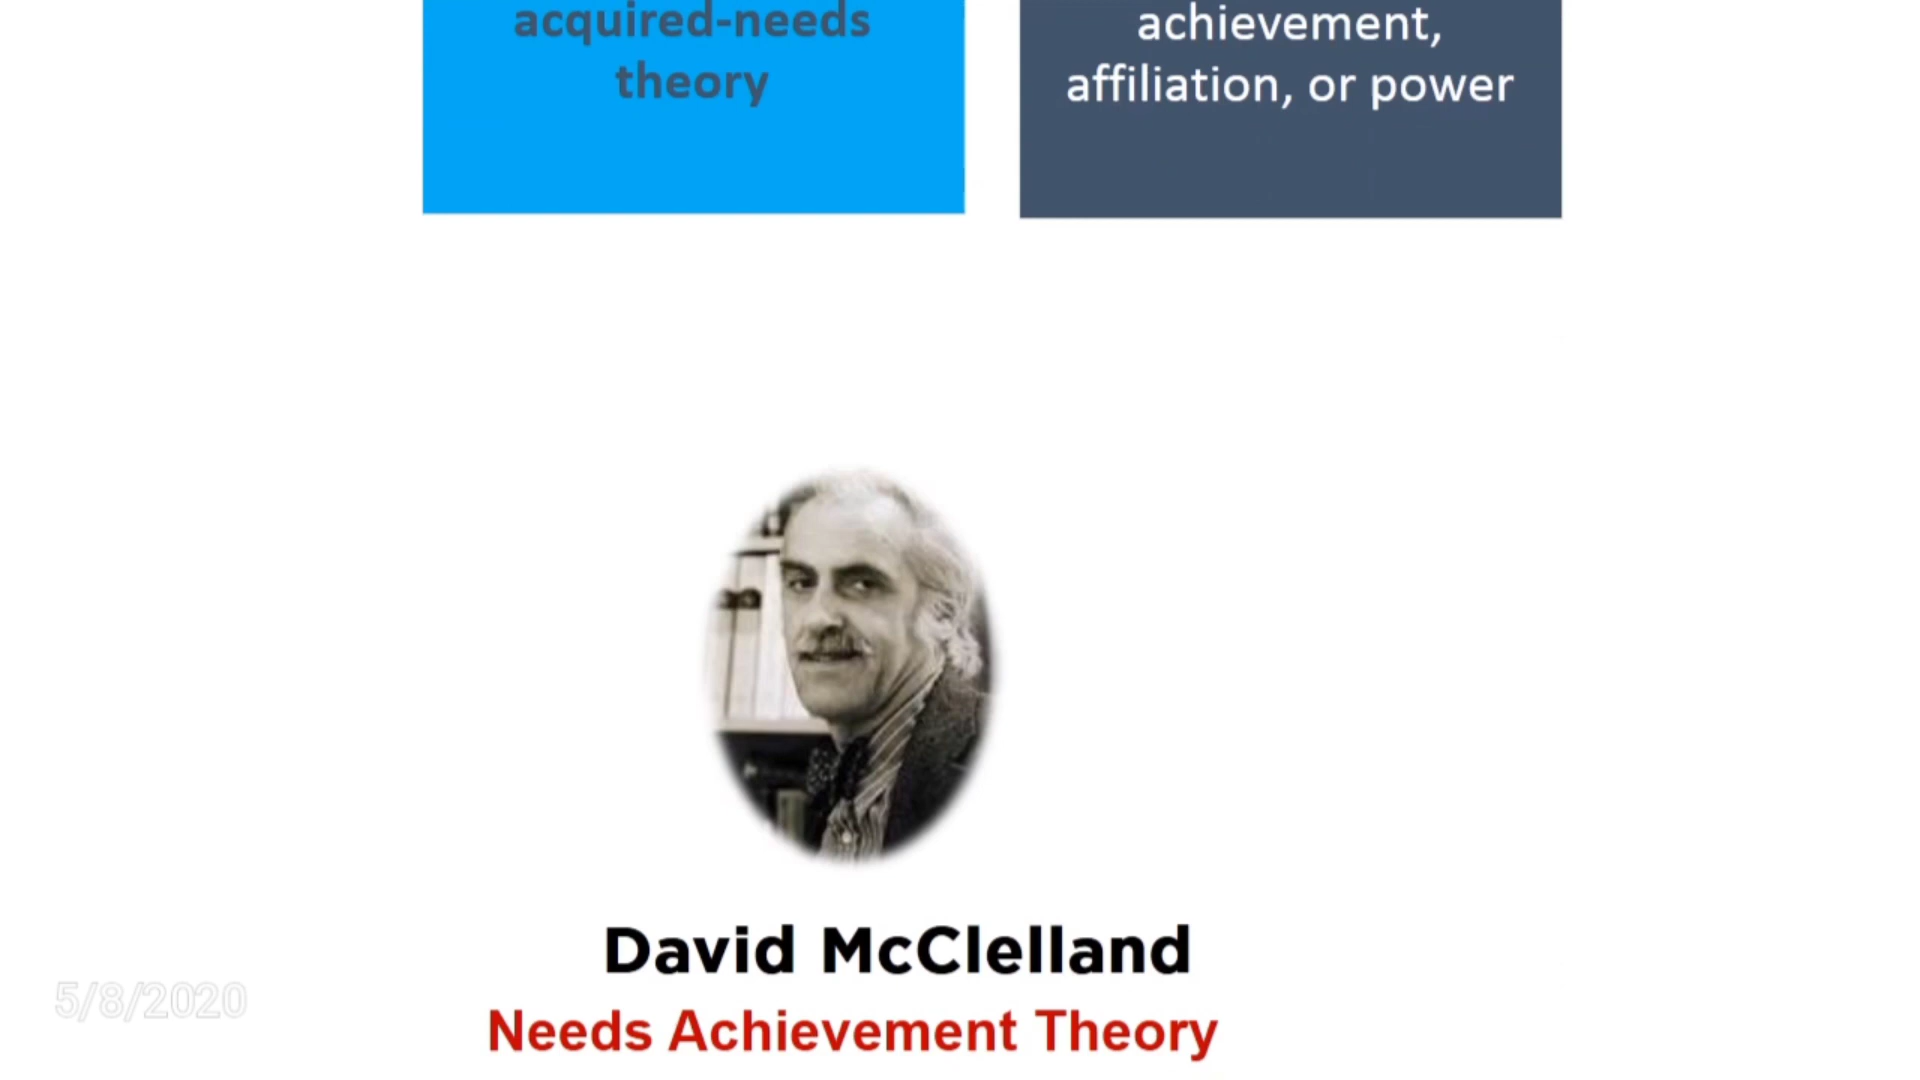 acquired-needs
theory
achievement,
affiliation, or power
David McClelland
5/8/2020
Needs Achievement Theory